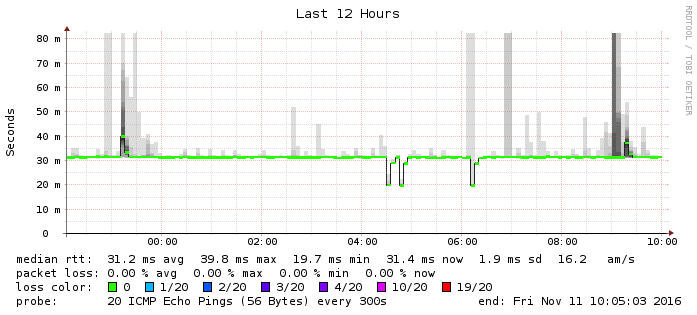 Last 12 Hours
RRDTOOL / TOBI OETIKER
Seconds
80 m
70 m
60 m
50 m
40 m
30 m
20 m
10 m
0
00:00 02:00 04:00 06:00 08:00 10:00
median rtt: 31.2 ms avg 39.8 ms max 19.7 ms min 31.4 ms now 1.9 ms sd 16.2 am/s
packet loss: 0.00 % avg 0.00 % max 0.00 % min 0.00 % now
loss color: 0 1/20 2/20 3/20 4/20 10/20 19/20
probe: 20 ICMP Echo Pings (56 Bytes) every 300s end: Fri Nov 11 10:05:03 2016